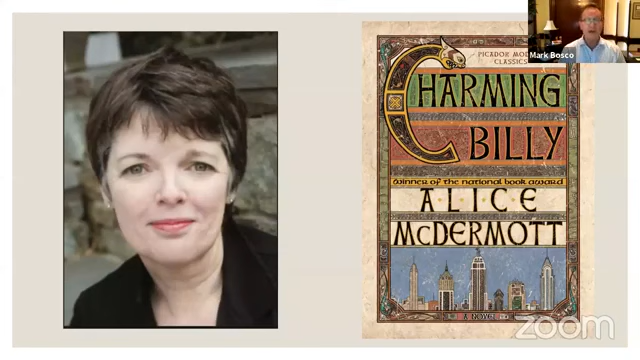 Mark Bosco
PICADOR MODERN
CLASSICS
CHARMING
BILLY
winner of the national book award
ALICE
McDERMOTT
A NOVEL
zoom